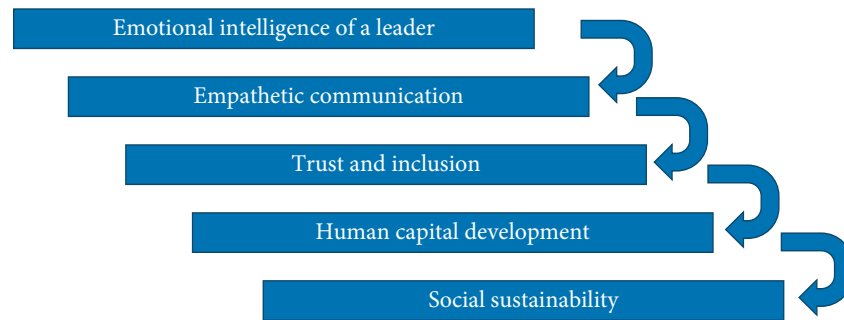 Emotional intelligence of a leader
Empathetic communication
Trust and inclusion
Human capital development
Social sustainability